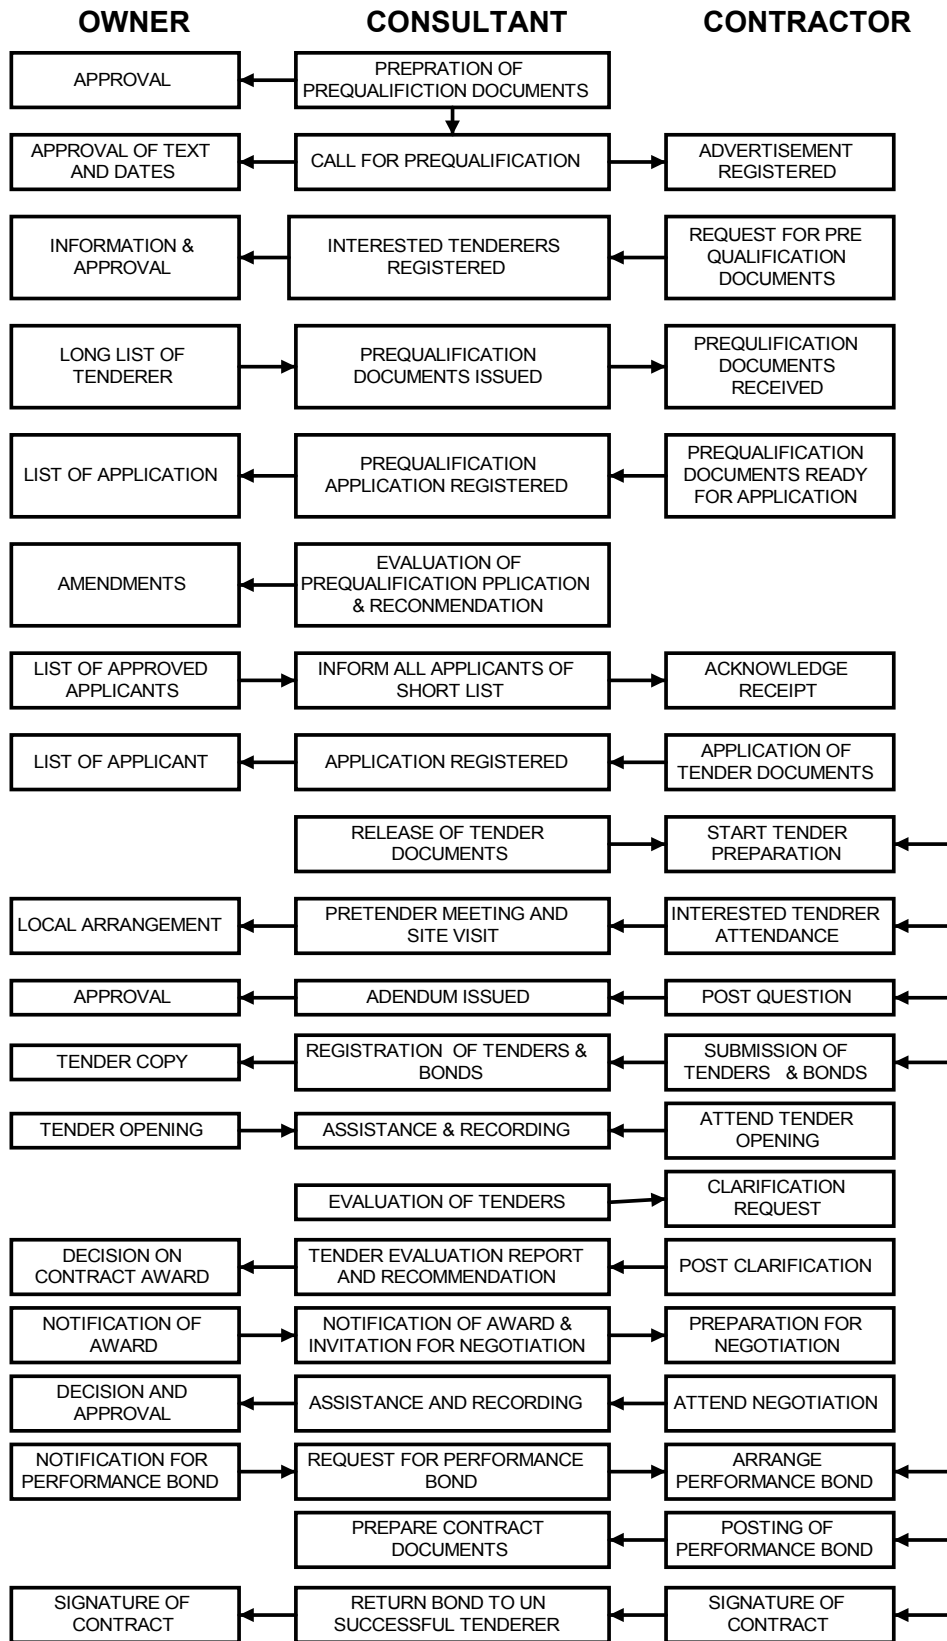 OWNER
CONSULTANT
CONTRACTOR
APPROVAL
PREPRATION OF
PREQUALIFICTION DOCUMENTS
APPROVAL OF TEXT
AND DATES
CALL FOR PREQUALIFICATION
ADVERTISEMENT
REGISTERED
INFORMATION &
APPROVAL
INTERESTED TENDERERS
REGISTERED
REQUEST FOR PRE
QUALIFICATION
DOCUMENTS
LONG LIST OF
TENDERER
PREQUALIFICATION
DOCUMENTS ISSUED
PREQULIFICATION
DOCUMENTS
RECEIVED
LIST OF APPLICATION
PREQUALIFICATION
APPLICATION REGISTERED
PREQUALIFICATION
DOCUMENTS READY
FOR APPLICATION
AMENDMENTS
EVALUATION OF
PREQUALIFICATION PPLICATION
& RECONMENDATION
LIST OF APPROVED
APPLICANTS
INFORM ALL APPLICANTS OF
SHORT LIST
ACKNOWLEDGE
RECEIPT
LIST OF APPLICANT
APPLICATION REGISTERED
APPLICATION OF
TENDER DOCUMENTS
RELEASE OF TENDER
DOCUMENTS
START TENDER
PREPARATION
LOCAL ARRANGEMENT
PRETENDER MEETING AND
SITE VISIT
INTERESTED TENDRER
ATTENDANCE
APPROVAL
ADENDUM ISSUED
POST QUESTION
TENDER COPY
REGISTRATION OF TENDERS &
BONDS
SUBMISSION OF
TENDERS & BONDS
TENDER OPENING
ASSISTANCE & RECORDING
ATTEND TENDER
OPENING
EVALUATION OF TENDERS
CLARIFICATION
REQUEST
DECISION ON
CONTRACT AWARD
TENDER EVALUATION REPORT
AND RECOMMENDATION
POST CLARIFICATION
NOTIFICATION OF
AWARD
NOTIFICATION OF AWARD &
INVITATION FOR NEGOTIATION
PREPARATION FOR
NEGOTIATION
DECISION AND
APPROVAL
ASSISTANCE AND RECORDING
ATTEND NEGOTIATION
NOTIFICATION FOR
PERFORMANCE BOND
REQUEST FOR PERFORMANCE
BOND
ARRANGE
PERFORMANCE BOND
PREPARE CONTRACT
DOCUMENTS
POSTING OF
PERFORMANCE BOND
SIGNATURE OF
CONTRACT
RETURN BOND TO UN
SUCCESSFUL TENDERER
SIGNATURE OF
CONTRACT